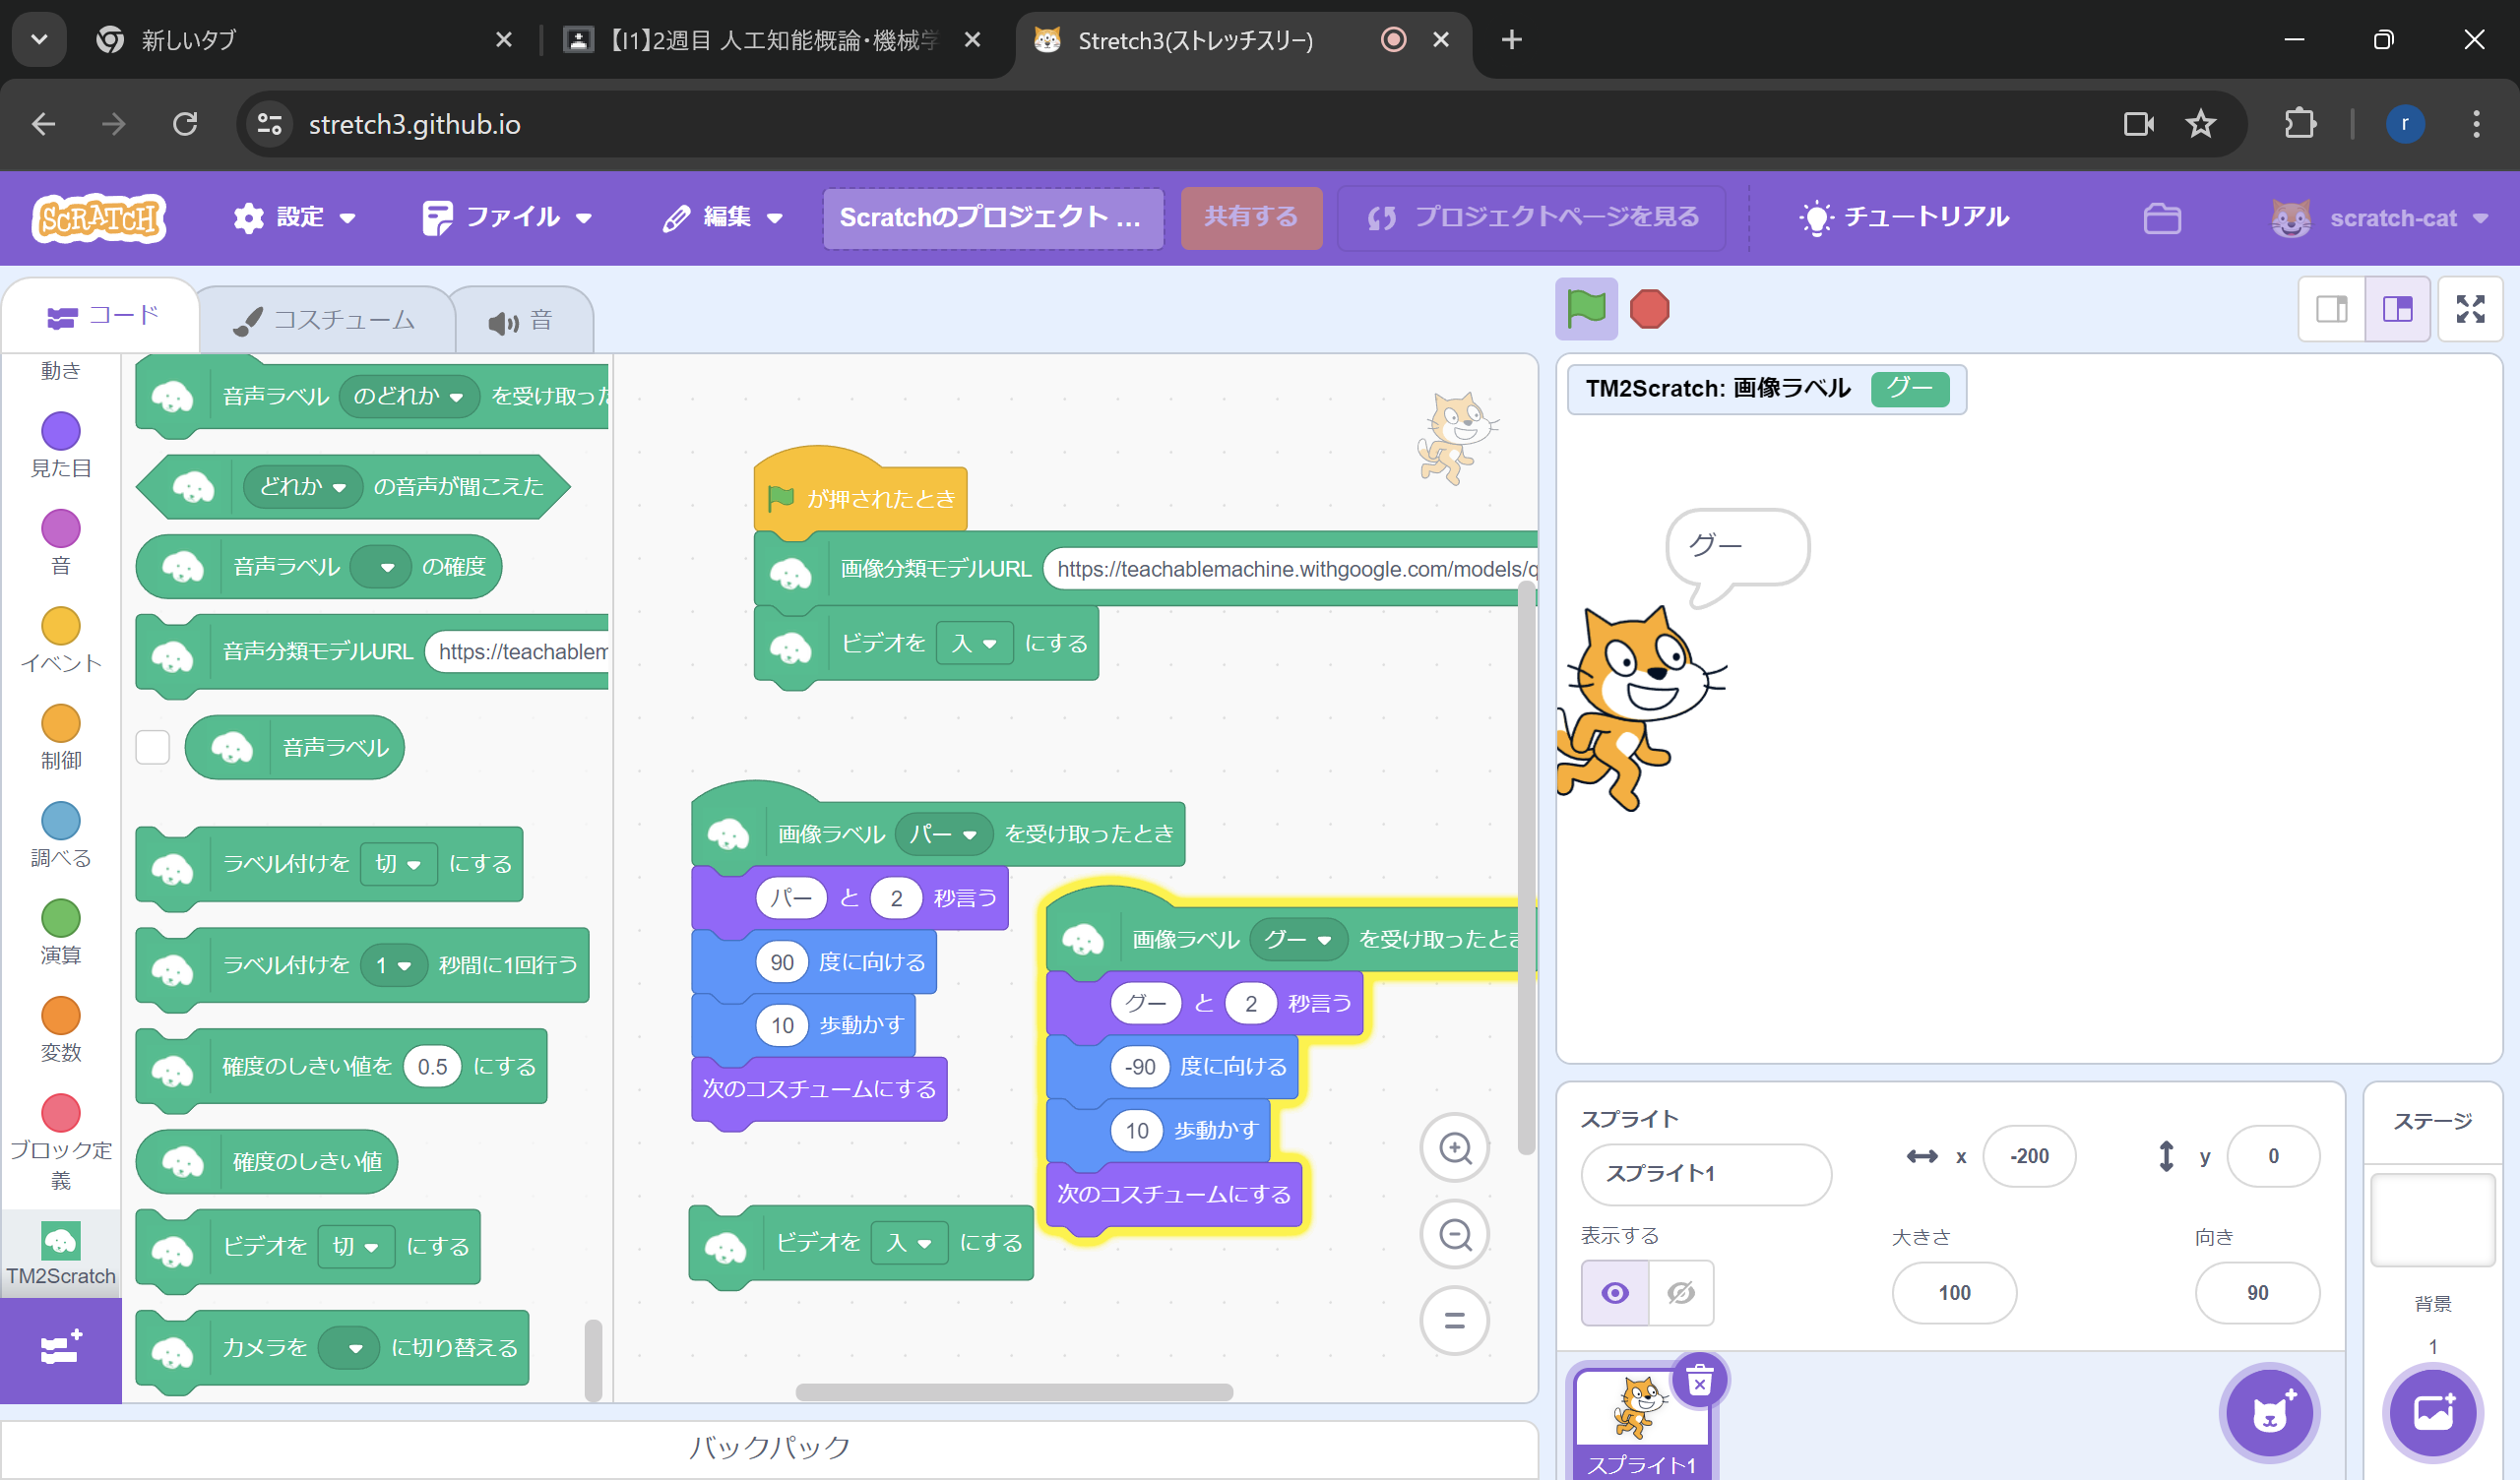 新しいタブ
【I1】2週目 人工知能概論・機械学
Stretch3(ストレッチスリー)
stretch3.github.io
r
SCRATCH
設定
ファイル
編集
Scratchのプロジェクト ...
共有する
プロジェクトページを見る
チュートリアル
scratch-cat
コード
コスチューム
音
動き
見た目
音
イベント
制御
調べる
演算
変数
ブロック定
義
TM2Scratch
音声ラベル のどれか を受け取った
どれか の音声が聞こえた
音声ラベル の確度
音声分類モデルURL https://teachablem
音声ラベル
ラベル付けを 切 にする
ラベル付けを 1 秒間に1回行う
確度のしきい値を 0.5 にする
確度のしきい値
ビデオを 切 にする
カメラを に切り替える
が押されたとき
画像分類モデルURL https://teachablemachine.withgoogle.com/models/q
ビデオを 入 にする
画像ラベル パー を受け取ったとき
パー と 2 秒言う
90 度に向ける
10 歩動かす
次のコスチュームにする
画像ラベル グー を受け取ったとき
グー と 2 秒言う
-90 度に向ける
10 歩動かす
次のコスチュームにする
ビデオを 入 にする
バックパック
TM2Scratch: 画像ラベル グー
グー
スプライト
スプライト1
x -200
y 0
表示する
大きさ
100
向き
90
スプライト1
ステージ
背景
1